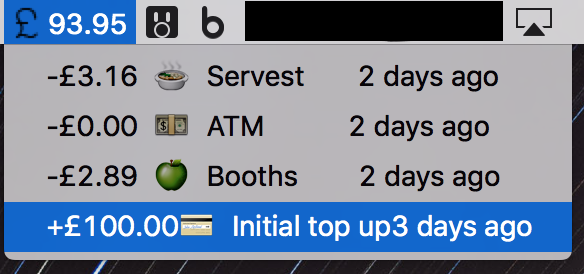 £ 93.95
-£3.16 Servest 2 days ago
-£0.00 ATM 2 days ago
-£2.89 Booths 2 days ago
+£100.00 Initial top up3 days ago